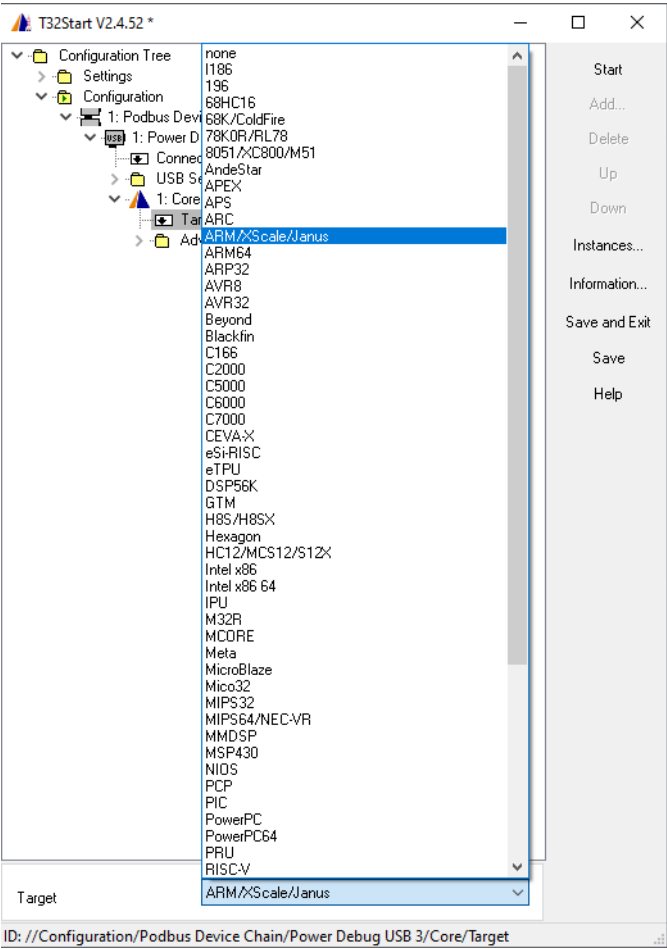 T32Start V2.4.52 *
Configuration Tree
Settings
Configuration
1: Podbus Devi
1: Power D
Connec
USB Se
1: Core
Tar
Adv
none
I186
196
68HC16
68K/ColdFire
78K0R/RL78
8051/XC800/M51
AndeStar
APEX
APS
ARC
ARM/XScale/Janus
ARM64
ARP32
AVR8
AVR32
Beyond
Blackfin
C166
C2000
C5000
C6000
C7000
CEVA-X
eSi-RISC
eTPU
DSP56K
GTM
H8S/H8SX
Hexagon
HC12/MCS12/S12X
Intel x86
Intel x86 64
IPU
M32R
MCORE
Meta
MicroBlaze
Mico32
MIPS32
MIPS64/NEC-VR
MMDSP
MSP430
NIOS
PCP
PIC
PowerPC
PowerPC64
PRU
RISC-V
Start
Add...
Delete
Up
Down
Instances...
Information...
Save and Exit
Save
Help
Target
ARM/XScale/Janus
ID: //Configuration/Podbus Device Chain/Power Debug USB 3/Core/Target